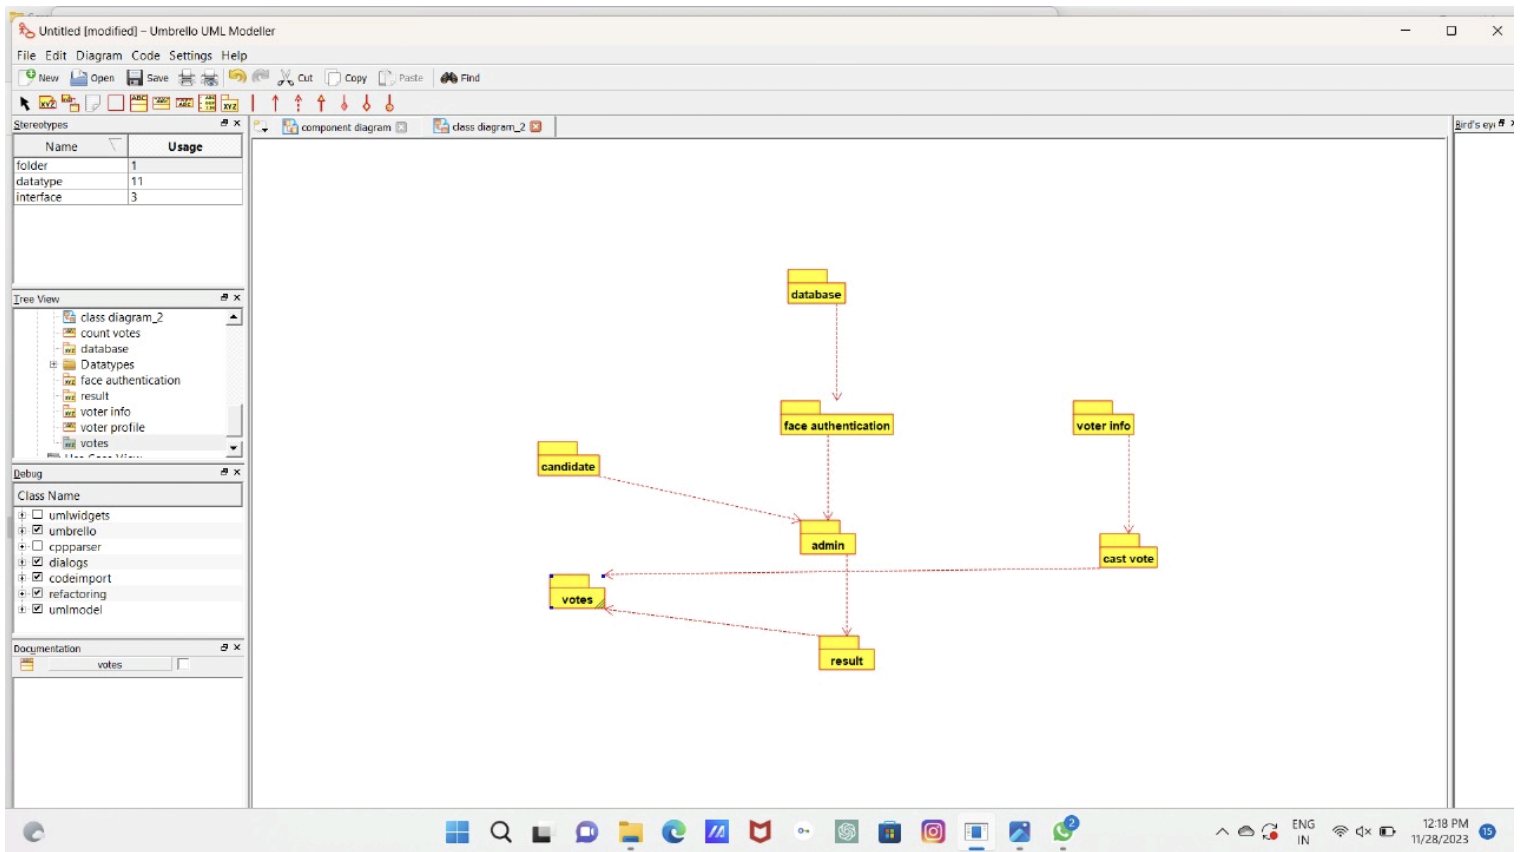 Untitled [modified] – Umbrello UML Modeller
File Edit Diagram Code Settings Help
New Open Save Cut Copy Paste Find
Stereotypes
component diagram class diagram_2
Bird's ey
Name Usage
folder 1
datatype 11
interface 3
Tree View
class diagram_2
count votes
database
Datatypes
face authentication
result
voter info
voter profile
votes
Debug
Class Name
umlwidgets
umbrello
cppparser
dialogs
codeimport
refactoring
umlmodel
Documentation
votes
database
face authentication
voter info
candidate
admin
cast vote
votes
result
2
ENG
IN
12:18 PM
11/28/2023
15